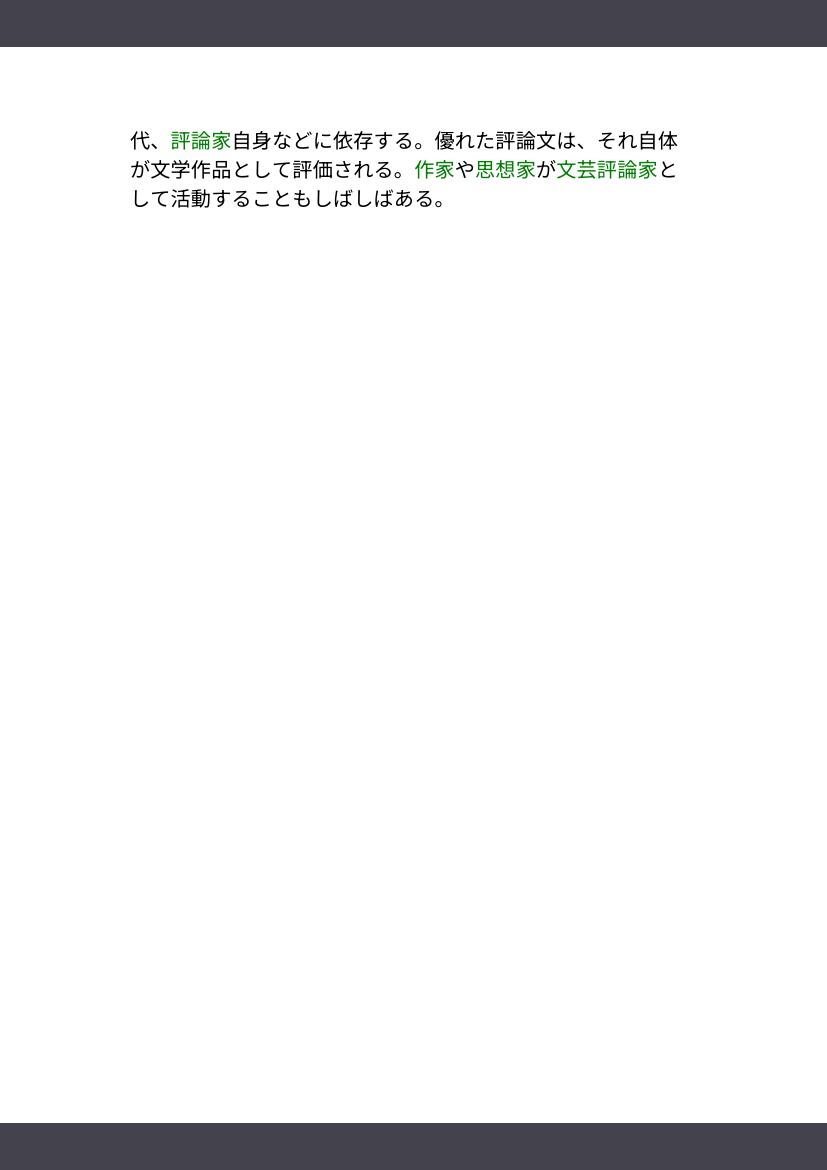 代、評論家自身などに依存する。優れた評論文は、それ自体
が文学作品として評価される。作家や思想家が文芸評論家と
して活動することもしばしばある。